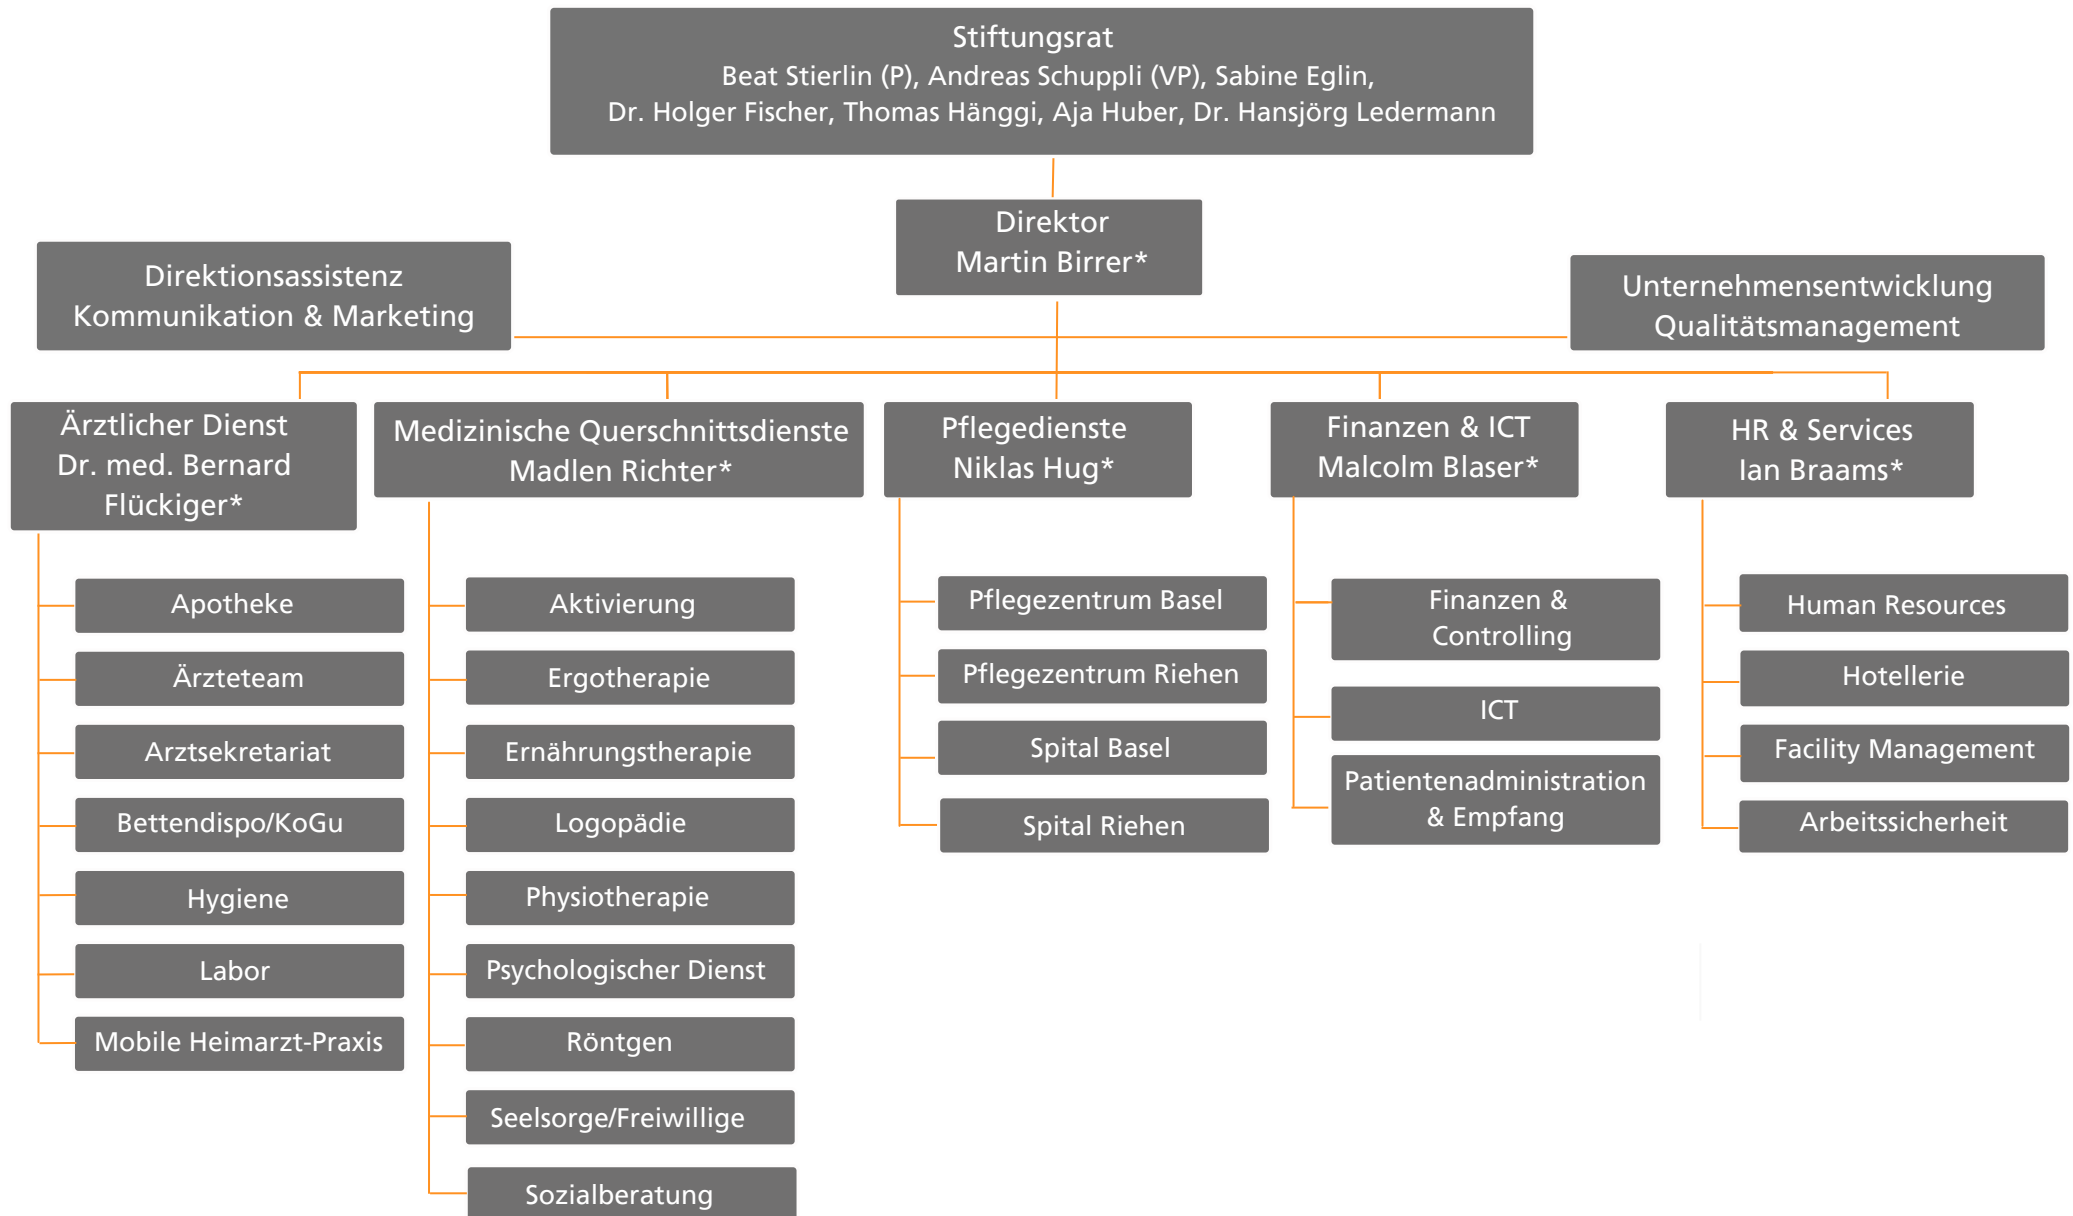 Stiftungsrat
Beat Stierlin (P), Andreas Schuppli (VP), Sabine Eglin,
Dr. Holger Fischer, Thomas Hänggi, Aja Huber, Dr. Hansjörg Ledermann
Direktor
Martin Birrer*
Direktionsassistenz
Kommunikation & Marketing
Unternehmensentwicklung
Qualitätsmanagement
Ärztlicher Dienst
Dr. med. Bernard
Flückiger*
Apotheke
Ärzteteam
Arztsekretariat
Bettendispo/KoGu
Hygiene
Labor
Mobile Heimarzt-Praxis
Medizinische Querschnittsdienste
Madlen Richter*
Aktivierung
Ergotherapie
Ernährungstherapie
Logopädie
Physiotherapie
Psychologischer Dienst
Röntgen
Seelsorge/Freiwillige
Sozialberatung
Pflegedienste
Niklas Hug*
Pflegezentrum Basel
Pflegezentrum Riehen
Spital Basel
Spital Riehen
Finanzen & ICT
Malcolm Blaser*
Finanzen &
Controlling
ICT
Patientenadministration
& Empfang
HR & Services
Ian Braams*
Human Resources
Hotellerie
Facility Management
Arbeitssicherheit